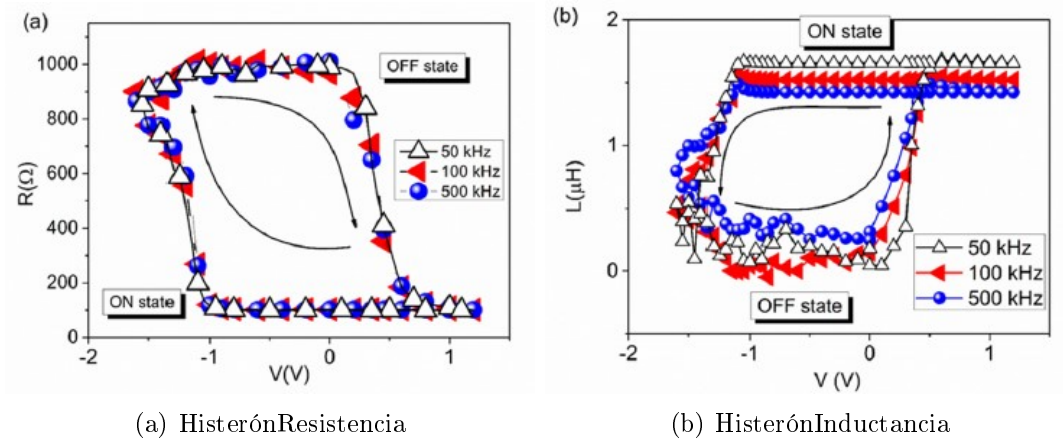 (a)
1000
800
600
400
200
0
R(Ω)
OFF state
50 kHz
100 kHz
500 kHz
ON state
-2
-1
0
1
V(V)
(b)
2
1
0
L(μH)
ON state
50 kHz
100 kHz
500 kHz
OFF state
-2
-1
0
1
V (V)
(a) HisterónResistencia
(b) HisterónInductancia